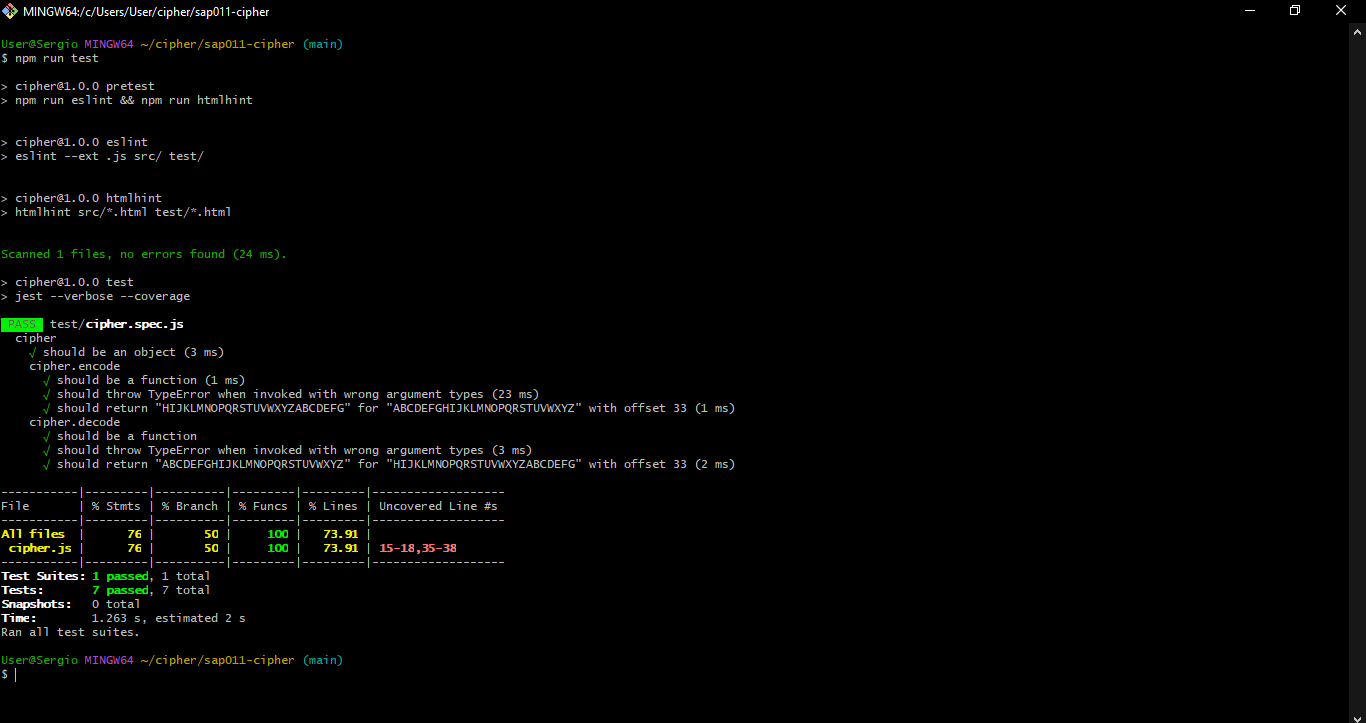 MINGW64:/c/Users/User/cipher/sap011-cipher
User@Sergio MINGW64 ~/cipher/sap011-cipher (main)
$ npm run test
> cipher@1.0.0 pretest
> npm run eslint && npm run htmlhint
> cipher@1.0.0 eslint
> eslint --ext .js src/ test/
> cipher@1.0.0 htmlhint
> htmlhint src/*.html test/*.html
Scanned 1 files, no errors found (24 ms).
> cipher@1.0.0 test
> jest --verbose --coverage
PASS test/cipher.spec.js
cipher
√ should be an object (3 ms)
cipher.encode
√ should be a function (1 ms)
√ should throw TypeError when invoked with wrong argument types (23 ms)
√ should return "HIJKLMNOPQRSTUVWXYZABCDEFG" for "ABCDEFGHIJKLMNOPQRSTUVWXYZ" with offset 33 (1 ms)
cipher.decode
√ should be a function
√ should throw TypeError when invoked with wrong argument types (3 ms)
√ should return "ABCDEFGHIJKLMNOPQRSTUVWXYZ" for "HIJKLMNOPQRSTUVWXYZABCDEFG" with offset 33 (2 ms)
-----------|---------|----------|---------|---------|-------------------
File       | % Stmts | % Branch | % Funcs | % Lines | Uncovered Line #s
-----------|---------|----------|---------|---------|-------------------
All files  |      76 |       50 |     100 |   73.91 |
 cipher.js |      76 |       50 |     100 |   73.91 | 15-18,35-38
-----------|---------|----------|---------|---------|-------------------
Test Suites: 1 passed, 1 total
Tests:       7 passed, 7 total
Snapshots:   0 total
Time:        1.263 s, estimated 2 s
Ran all test suites.
User@Sergio MINGW64 ~/cipher/sap011-cipher (main)
$